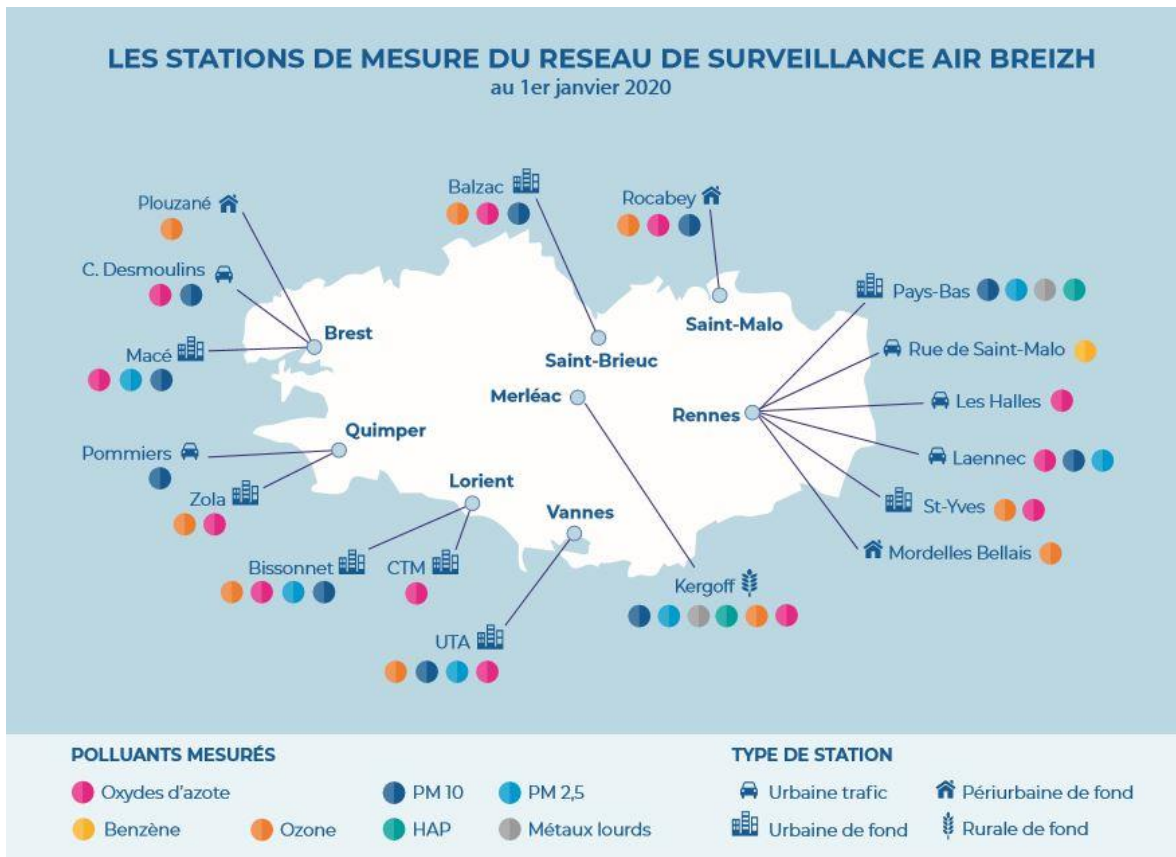 LES STATIONS DE MESURE DU RESEAU DE SURVEILLANCE AIR BREIZH
au 1er janvier 2020
Plouzané
C. Desmoulins
Macé
Pommiers
Zola
Bissonnet
CTM
UTA
Kergoff
Balzac
Rocabey
Pays-Bas
Rue de Saint-Malo
Les Halles
Laennec
St-Yves
Mordelles Bellais
Brest
Quimper
Lorient
Vannes
Merléac
Saint-Brieuc
Saint-Malo
Rennes
POLLUANTS MESURÉS
Oxydes d'azote
PM 10
PM 2,5
Benzène
Ozone
HAP
Métaux lourds
TYPE DE STATION
Urbaine trafic
Périurbaine de fond
Urbaine de fond
Rurale de fond